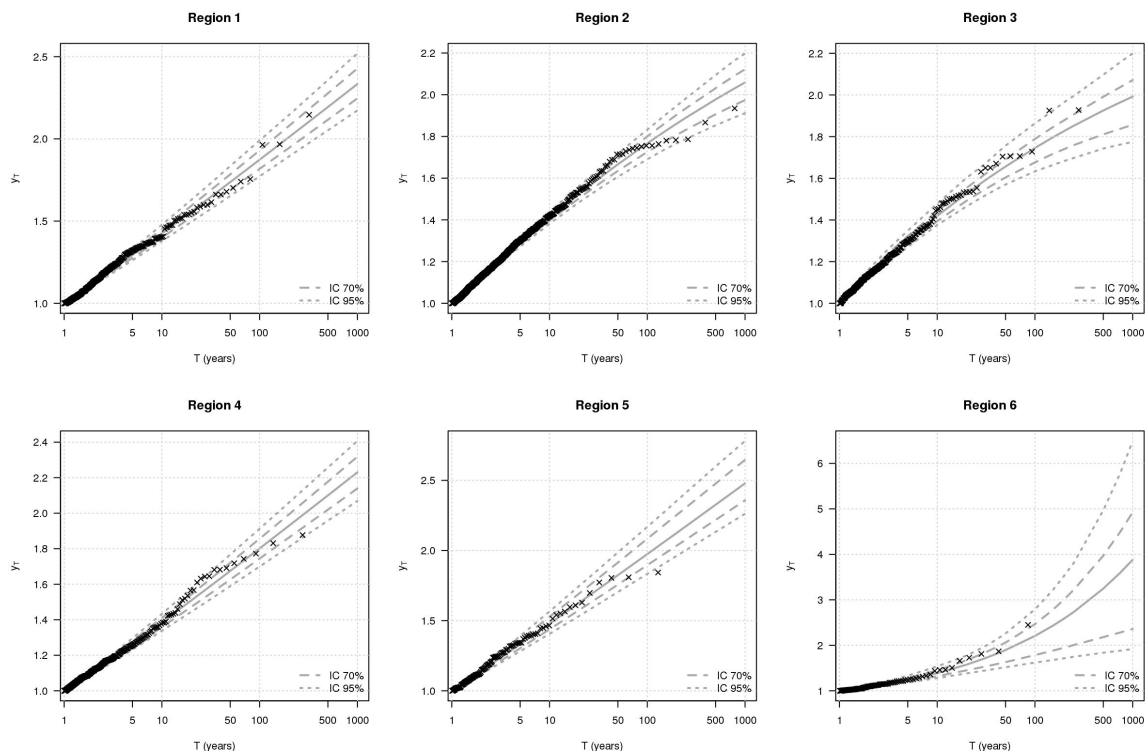 Region 1
2.5
2.0
1.5
1.0
yT
IC 70%
IC 95%
1 5 10 50 100 500 1000
T (years)
Region 2
2.2
2.0
1.8
1.6
1.4
1.2
1.0
yT
IC 70%
IC 95%
1 5 10 50 100 500 1000
T (years)
Region 3
2.2
2.0
1.8
1.6
1.4
1.2
1.0
yT
IC 70%
IC 95%
1 5 10 50 100 500 1000
T (years)
Region 4
2.4
2.2
2.0
1.8
1.6
1.4
1.2
1.0
yT
IC 70%
IC 95%
1 5 10 50 100 500 1000
T (years)
Region 5
2.5
2.0
1.5
1.0
yT
IC 70%
IC 95%
1 5 10 50 100 500 1000
T (years)
Region 6
6
5
4
3
2
1
yT
IC 70%
IC 95%
1 5 10 50 100 500 1000
T (years)